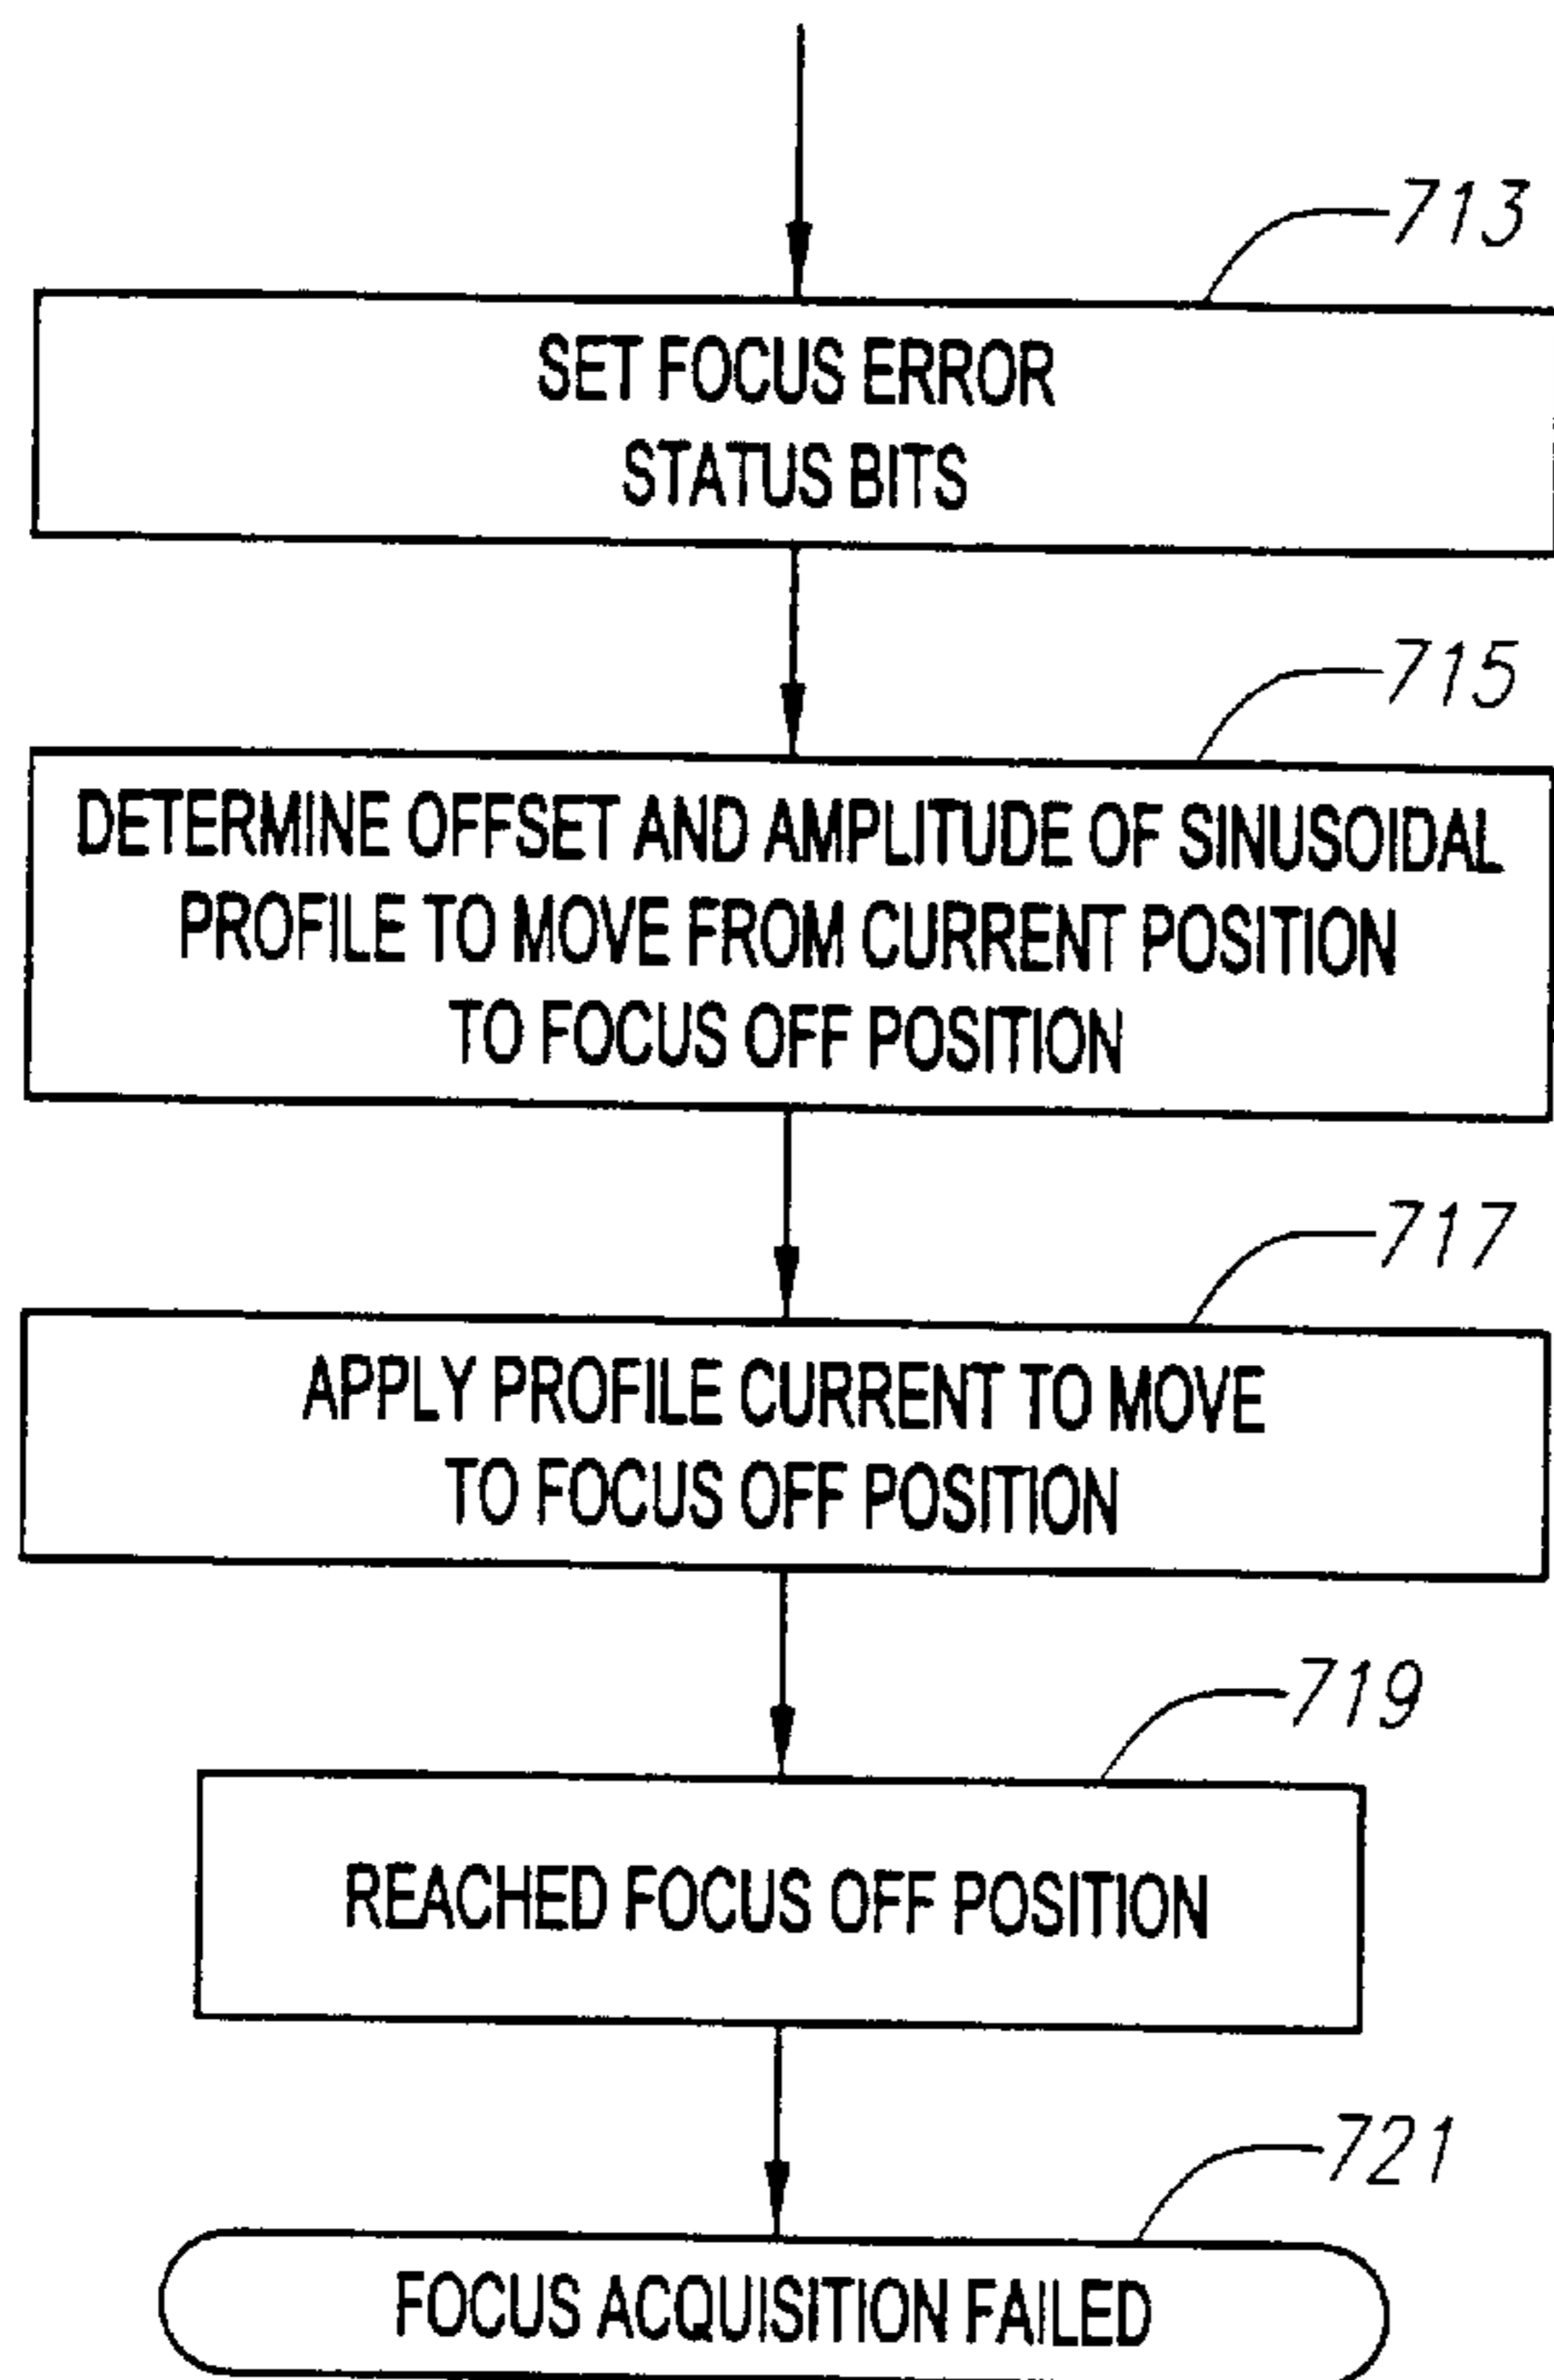 713
SET FOCUS ERROR
STATUS BITS
715
DETERMINE OFFSET AND AMPLITUDE OF SINUSOIDAL
PROFILE TO MOVE FROM CURRENT POSITION
TO FOCUS OFF POSITION
717
APPLY PROFILE CURRENT TO MOVE
TO FOCUS OFF POSITION
719
REACHED FOCUS OFF POSITION
721
FOCUS ACQUISITION FAILED